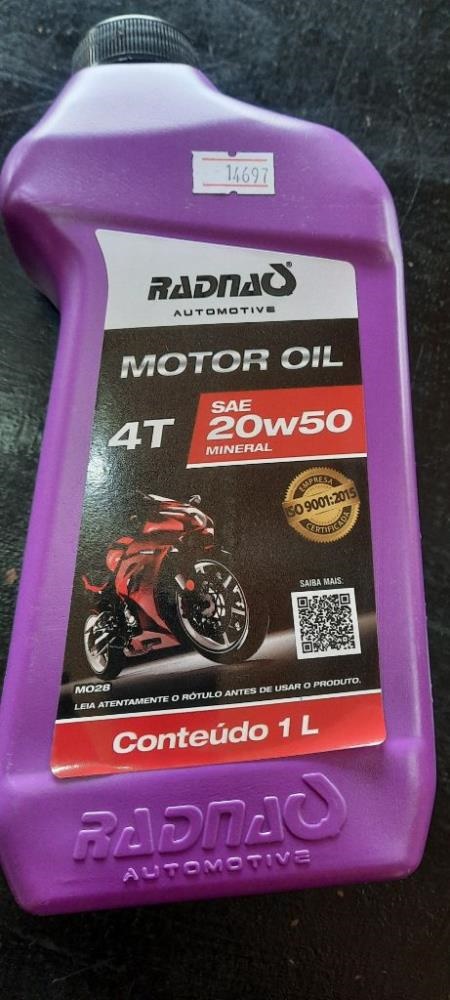 14697
RADNAQ®
AUTOMOTIVE
MOTOR OIL
4T
SAE
20w50
MINERAL
EMPRESA
ISO 9001:2015
CERTIFICADA
SAIBA MAIS:
MO28
LEIA ATENTAMENTE O RÓTULO ANTES DE USAR O PRODUTO.
Conteúdo 1 L
RADNAQ
AUTOMOTIVE